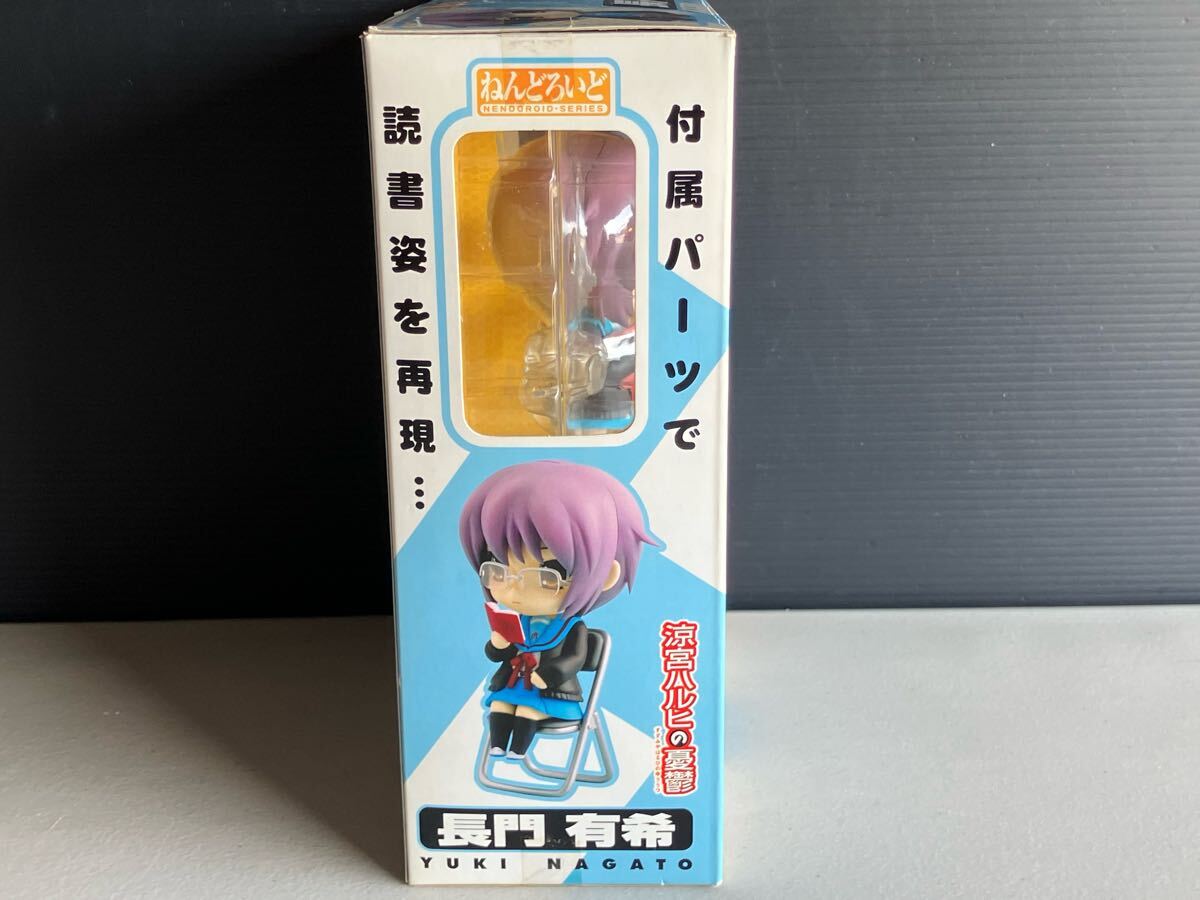 ねんどろいど
NENDOROID-SERIES
付属パーツで
読書姿を再現…
涼宮ハルヒの憂鬱
長門 有希
YUKI NAGATO